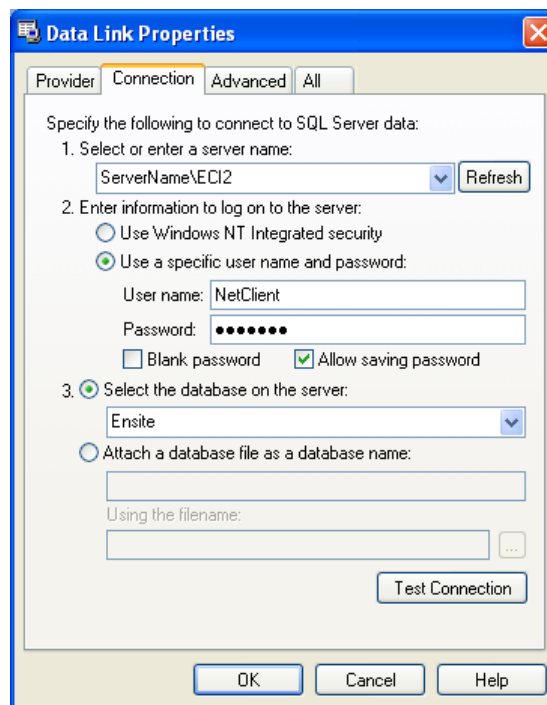 Data Link Properties
Provider Connection Advanced All
Specify the following to connect to SQL Server data:
1. Select or enter a server name:
ServerName\ECI2 Refresh
2. Enter information to log on to the server:
Use Windows NT Integrated security
Use a specific user name and password:
User name: NetClient
Password: ●●●●●●●
Blank password Allow saving password
3. Select the database on the server:
Ensite
Attach a database file as a database name:
Using the filename:
...
Test Connection
OK Cancel Help